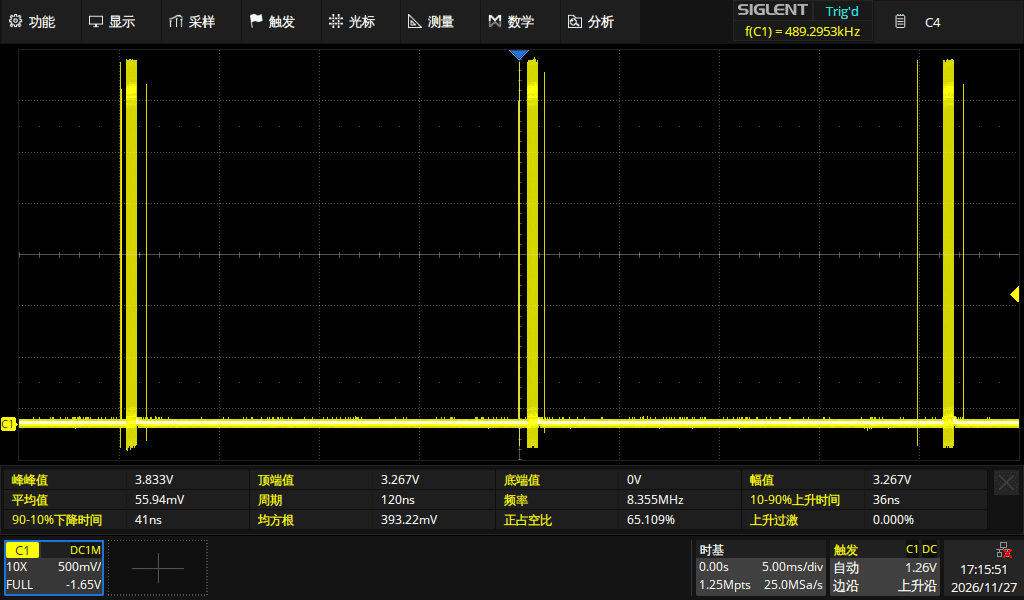 功能 显示 采样 触发 光标 测量 数学 分析 SIGLENT Trig'd C4
f(C1) = 489.2953kHz
C1
峰峰值 3.833V 顶端值 3.267V 底端值 0V 幅值 3.267V
平均值 55.94mV 周期 120ns 频率 8.355MHz 10-90%上升时间 36ns
90-10%下降时间 41ns 均方根 393.22mV 正占空比 65.109% 上升过激 0.000%
C1 DC1M 时基 触发 C1 DC
10X 500mV/ 0.00s 5.00ms/div 自动 1.26V 17:15:51
FULL -1.65V 1.25Mpts 25.0MSa/s 边沿 上升沿 2026/11/27